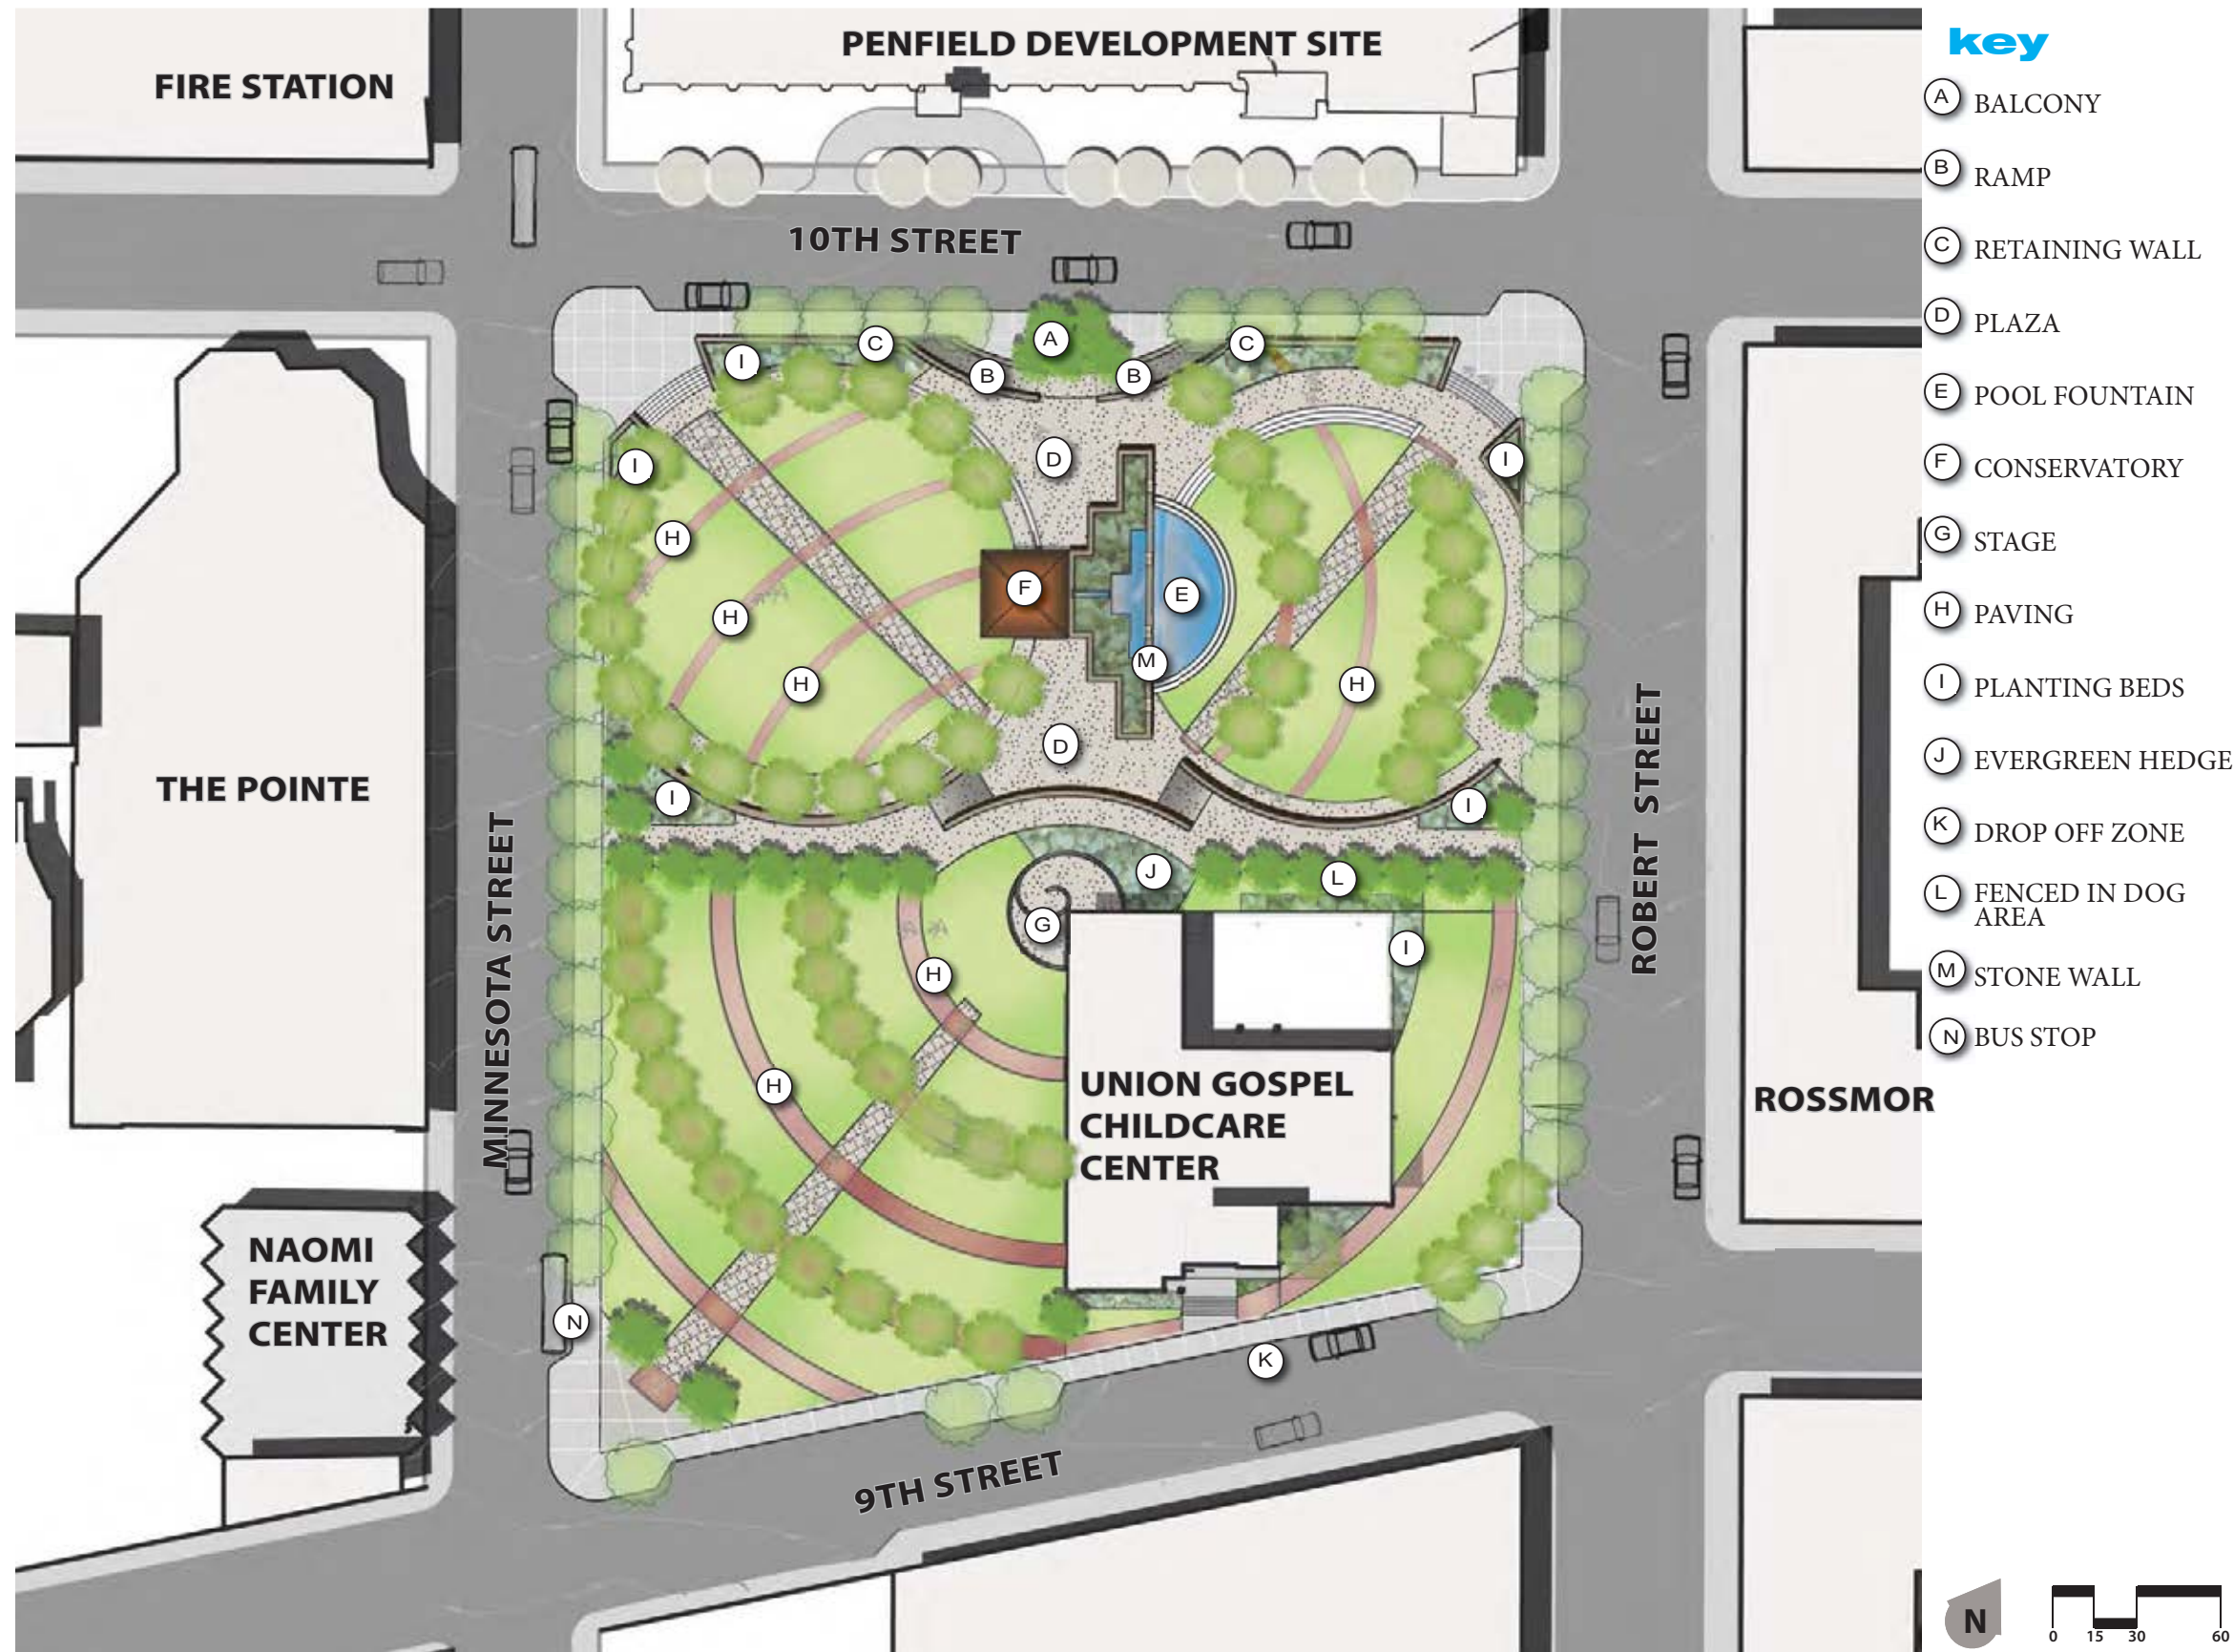 PENFIELD DEVELOPMENT SITE
FIRE STATION
10TH STREET
A
C
C
I
B
B
I
D
I
H
F
E
H
M
H
H
D
I
I
THE POINTE
MINNESOTA STREET
ROBERT STREET
J
L
G
I
H
H
UNION GOSPEL
CHILDCARE
CENTER
ROSSMOR
NAOMI
FAMILY
CENTER
N
K
9TH STREET
key
A BALCONY
B RAMP
C RETAINING WALL
D PLAZA
E POOL FOUNTAIN
F CONSERVATORY
G STAGE
H PAVING
I PLANTING BEDS
J EVERGREEN HEDGE
K DROP OFF ZONE
L FENCED IN DOG
AREA
M STONE WALL
N BUS STOP
N
0 15 30 60